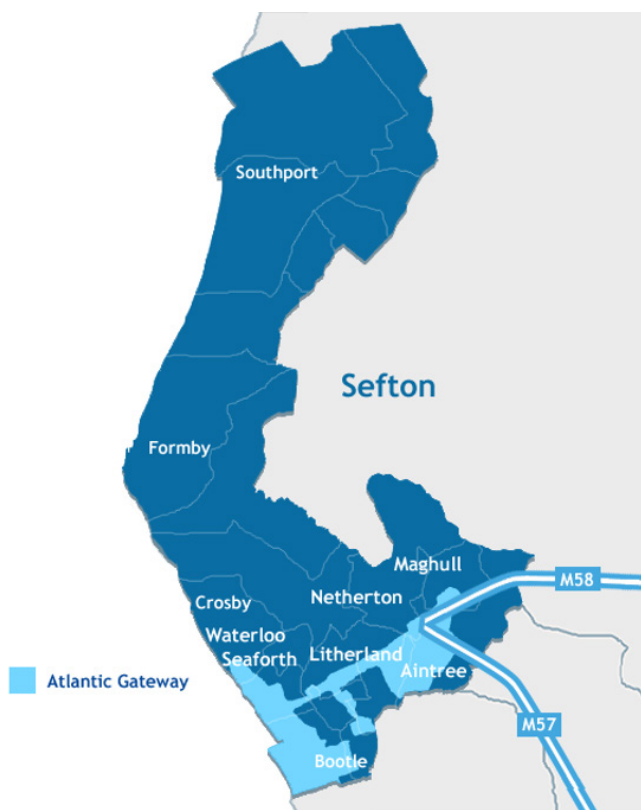 Southport
Sefton
Formby
Maghull
M58
Netherton
Crosby
Waterloo
Seaforth
Litherland
Aintree
Atlantic Gateway
M57
Bootle